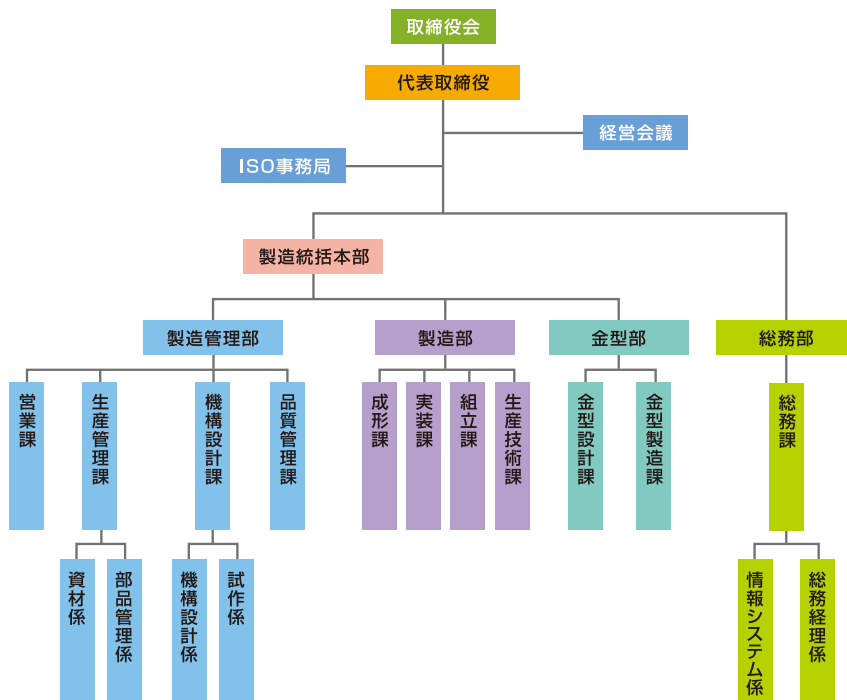 取締役会
代表取締役
経営会議
ISO事務局
製造統括本部
製造管理部
製造部
金型部
総務部
営業課
生産管理課
機構設計課
品質管理課
成形課
実装課
組立課
生産技術課
金型設計課
金型製造課
総務課
資材係
部品管理係
機構設計係
試作係
情報システム係
総務経理係